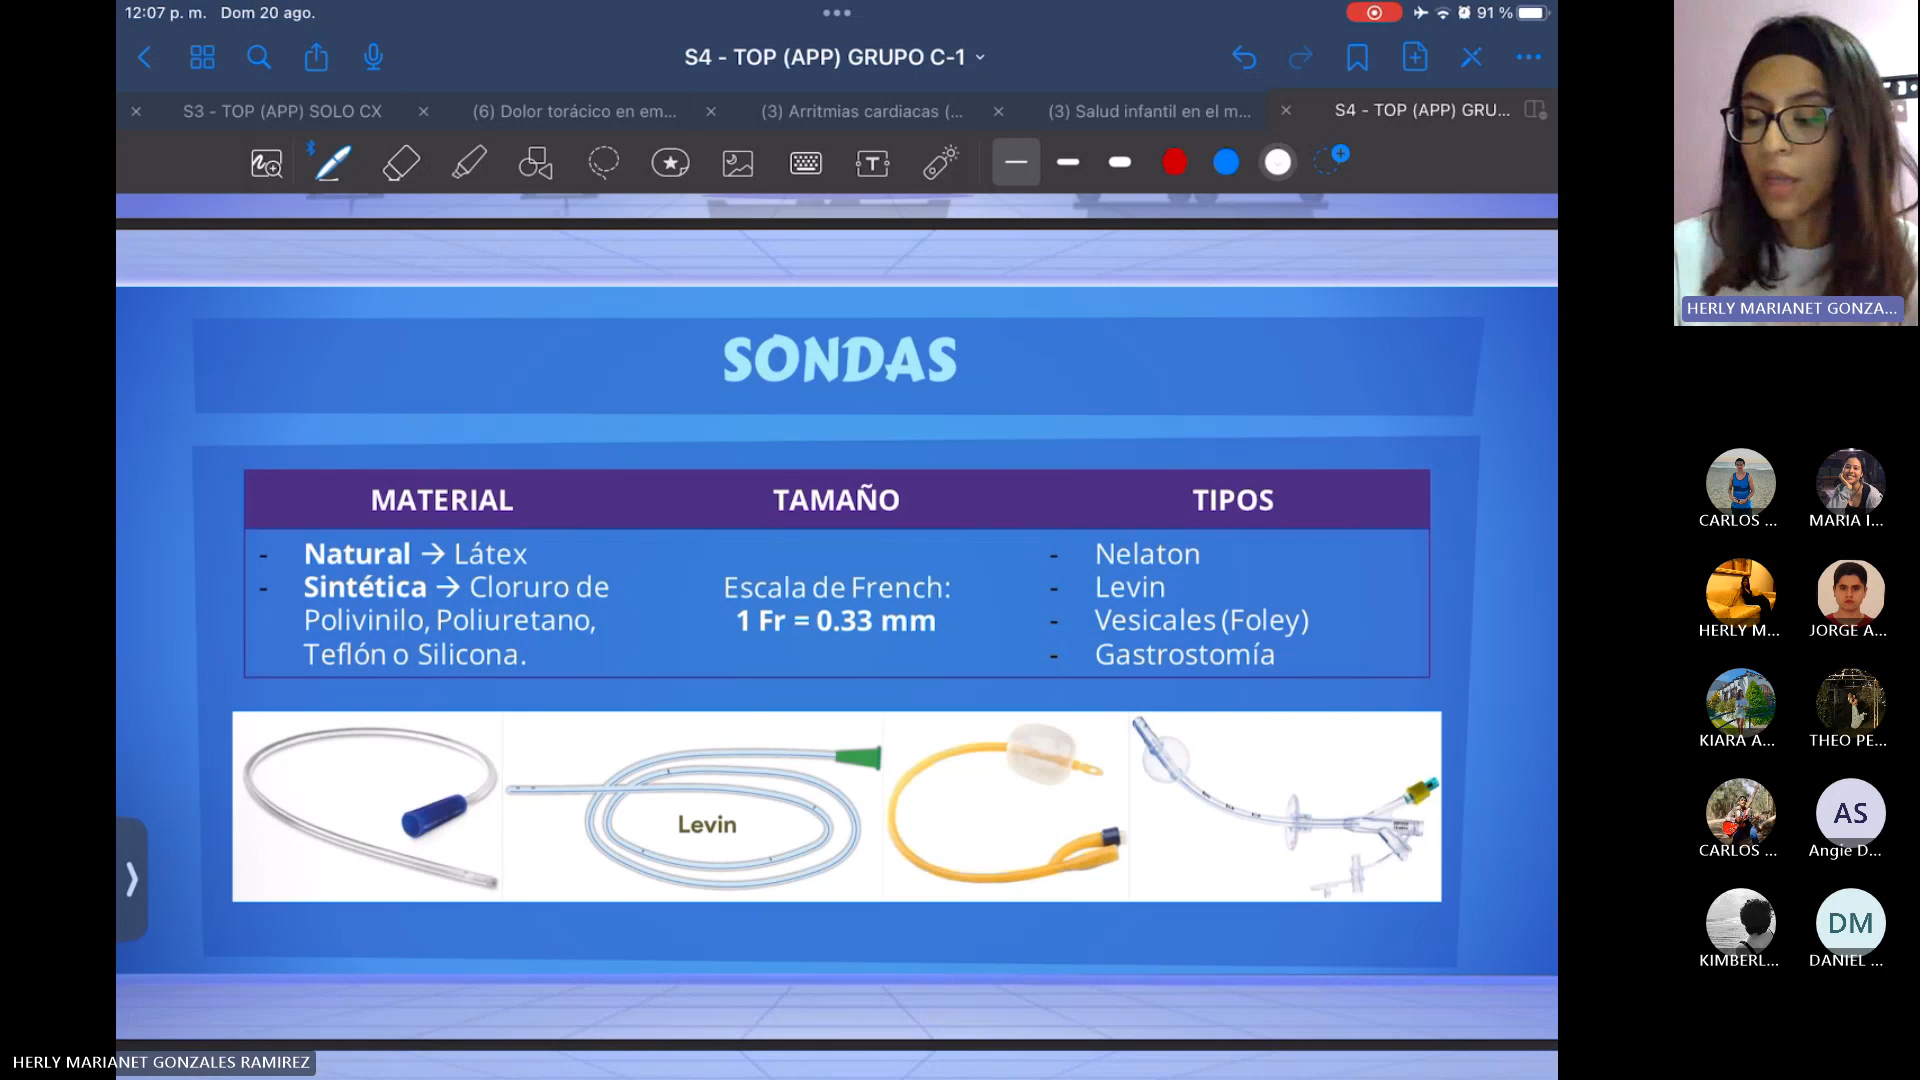 12:07 p. m. Dom 20 ago.
91 %
S4 - TOP (APP) GRUPO C-1
S3 - TOP (APP) SOLO CX
(6) Dolor torácico en em...
(3) Arritmias cardiacas (...
(3) Salud infantil en el m...
S4 - TOP (APP) GRU...
SONDAS
MATERIAL TAMAÑO TIPOS
- Natural → Látex
- Sintética → Cloruro de
Polivinilo, Poliuretano,
Teflón o Silicona.
Escala de French:
1 Fr = 0.33 mm
- Nelaton
- Levin
- Vesicales (Foley)
- Gastrostomía
Levin
HERLY MARIANET GONZA...
CARLOS ... MARIA I...
HERLY M... JORGE A...
KIARA A... THEO PE...
AS
CARLOS ... Angie D...
DM
KIMBERL... DANIEL ...
HERLY MARIANET GONZALES RAMIREZ